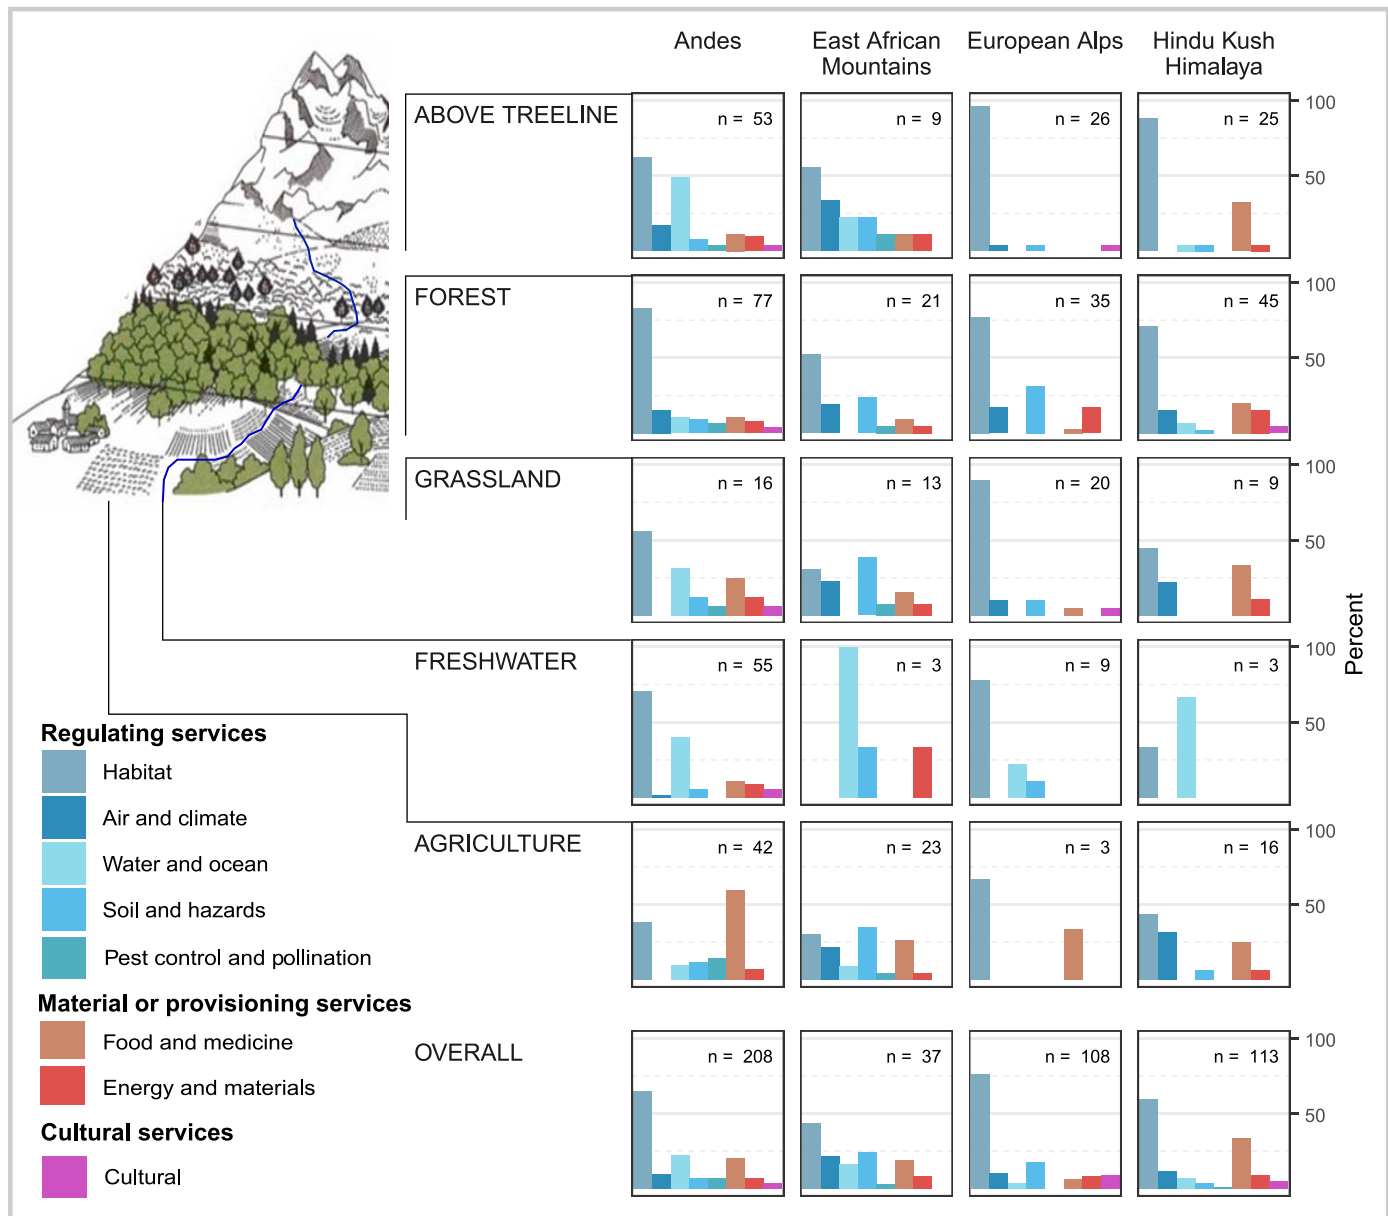 Andes
East African
Mountains
European Alps
Hindu Kush
Himalaya
ABOVE TREELINE
n = 53
n = 9
n = 26
n = 25
100
50
FOREST
n = 77
n = 21
n = 35
n = 45
100
50
GRASSLAND
n = 16
n = 13
n = 20
n = 9
100
50
FRESHWATER
n = 55
n = 3
n = 9
n = 3
100
50
Percent
AGRICULTURE
n = 42
n = 23
n = 3
n = 16
100
50
OVERALL
n = 208
n = 37
n = 108
n = 113
100
50
Regulating services
Habitat
Air and climate
Water and ocean
Soil and hazards
Pest control and pollination
Material or provisioning services
Food and medicine
Energy and materials
Cultural services
Cultural